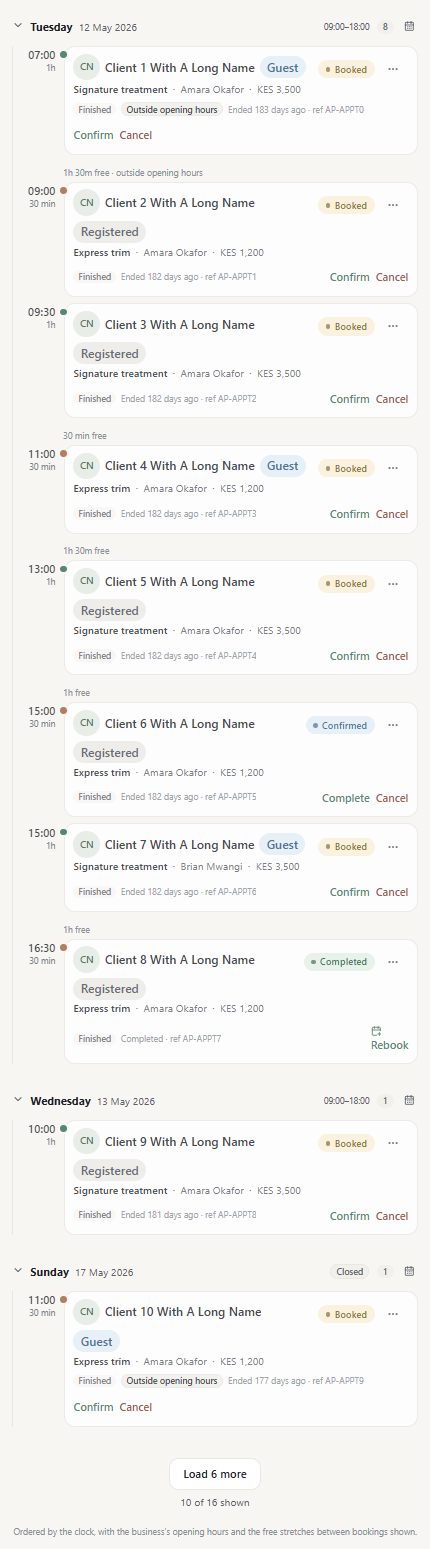 Tuesday 12 May 2026 09:00–18:00 8
07:00 CN Client 1 With A Long Name Guest Booked ...
1h
Signature treatment · Amara Okafor · KES 3,500
Finished Outside opening hours Ended 183 days ago · ref AP-APPT0
Confirm Cancel
1h 30m free · outside opening hours
09:00 CN Client 2 With A Long Name Booked ...
30 min
Registered
Express trim · Amara Okafor · KES 1,200
Finished Ended 182 days ago · ref AP-APPT1 Confirm Cancel
09:30 CN Client 3 With A Long Name Booked ...
1h
Registered
Signature treatment · Amara Okafor · KES 3,500
Finished Ended 182 days ago · ref AP-APPT2 Confirm Cancel
30 min free
11:00 CN Client 4 With A Long Name Guest Booked ...
30 min
Express trim · Amara Okafor · KES 1,200
Finished Ended 182 days ago · ref AP-APPT3 Confirm Cancel
1h 30m free
13:00 CN Client 5 With A Long Name Booked ...
1h
Registered
Signature treatment · Amara Okafor · KES 3,500
Finished Ended 182 days ago · ref AP-APPT4 Confirm Cancel
1h free
15:00 CN Client 6 With A Long Name Confirmed ...
30 min
Registered
Express trim · Amara Okafor · KES 1,200
Finished Ended 182 days ago · ref AP-APPT5 Complete Cancel
15:00 CN Client 7 With A Long Name Guest Booked ...
1h
Signature treatment · Brian Mwangi · KES 3,500
Finished Ended 182 days ago · ref AP-APPT6 Confirm Cancel
1h free
16:30 CN Client 8 With A Long Name Completed ...
30 min
Registered
Express trim · Amara Okafor · KES 1,200
Finished Completed · ref AP-APPT7 Rebook
Wednesday 13 May 2026 09:00–18:00 1
10:00 CN Client 9 With A Long Name Booked ...
1h
Registered
Signature treatment · Amara Okafor · KES 3,500
Finished Ended 181 days ago · ref AP-APPT8 Confirm Cancel
Sunday 17 May 2026 Closed 1
11:00 CN Client 10 With A Long Name Booked ...
30 min
Guest
Express trim · Amara Okafor · KES 1,200
Finished Outside opening hours Ended 177 days ago · ref AP-APPT9
Confirm Cancel
Load 6 more
10 of 16 shown
Ordered by the clock, with the business's opening hours and the free stretches between bookings shown.